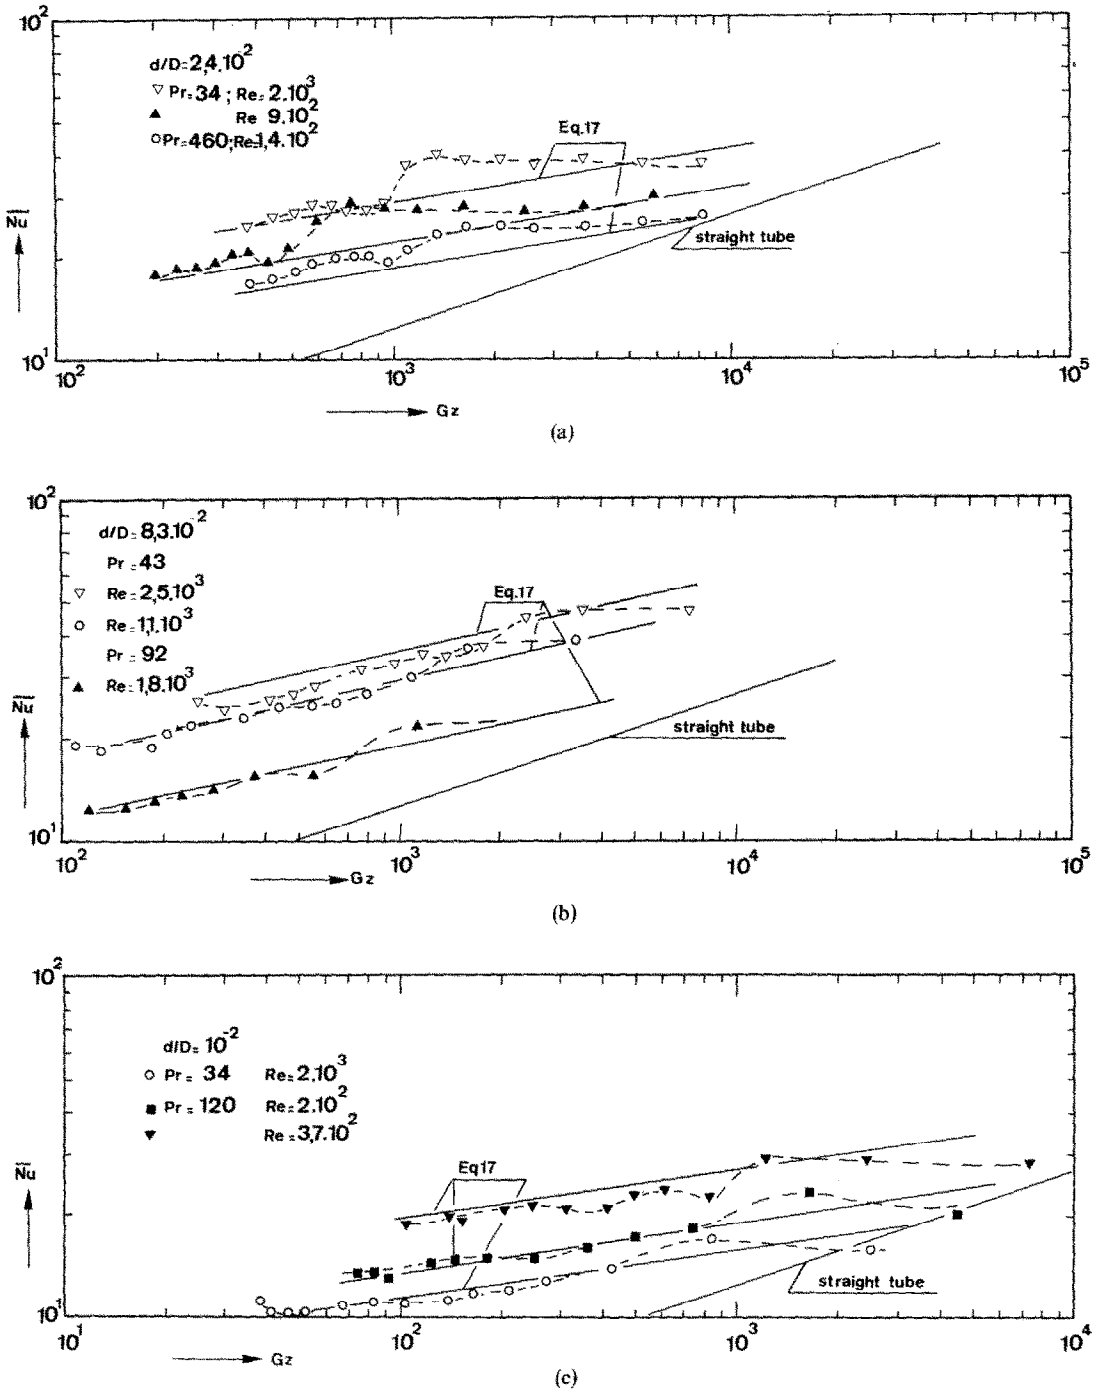 10²
d/D=2,4.10⁻²
▽ Pr=34 ; Re=2.10³
▲ Re 9.10²
○ Pr=460;Re=1,4.10²
Eq.17
Nu
straight tube
10¹
10² 10³ 10⁴ 10⁵
Gz
(a)
10²
d/D=8,3.10⁻²
Pr=43
▽ Re=2,5.10³
○ Re=1,1.10³
Pr=92
▲ Re=1,8.10³
Eq.17
Nu
straight tube
10¹
10² 10³ 10⁴ 10⁵
Gz
(b)
10²
d/D= 10⁻²
○ Pr= 34 Re=2.10³
■ Pr=120 Re=2.10²
▼ Re=3,7.10²
Eq17
Nu
straight tube
10¹
10¹ 10² 10³ 10⁴
Gz
(c)